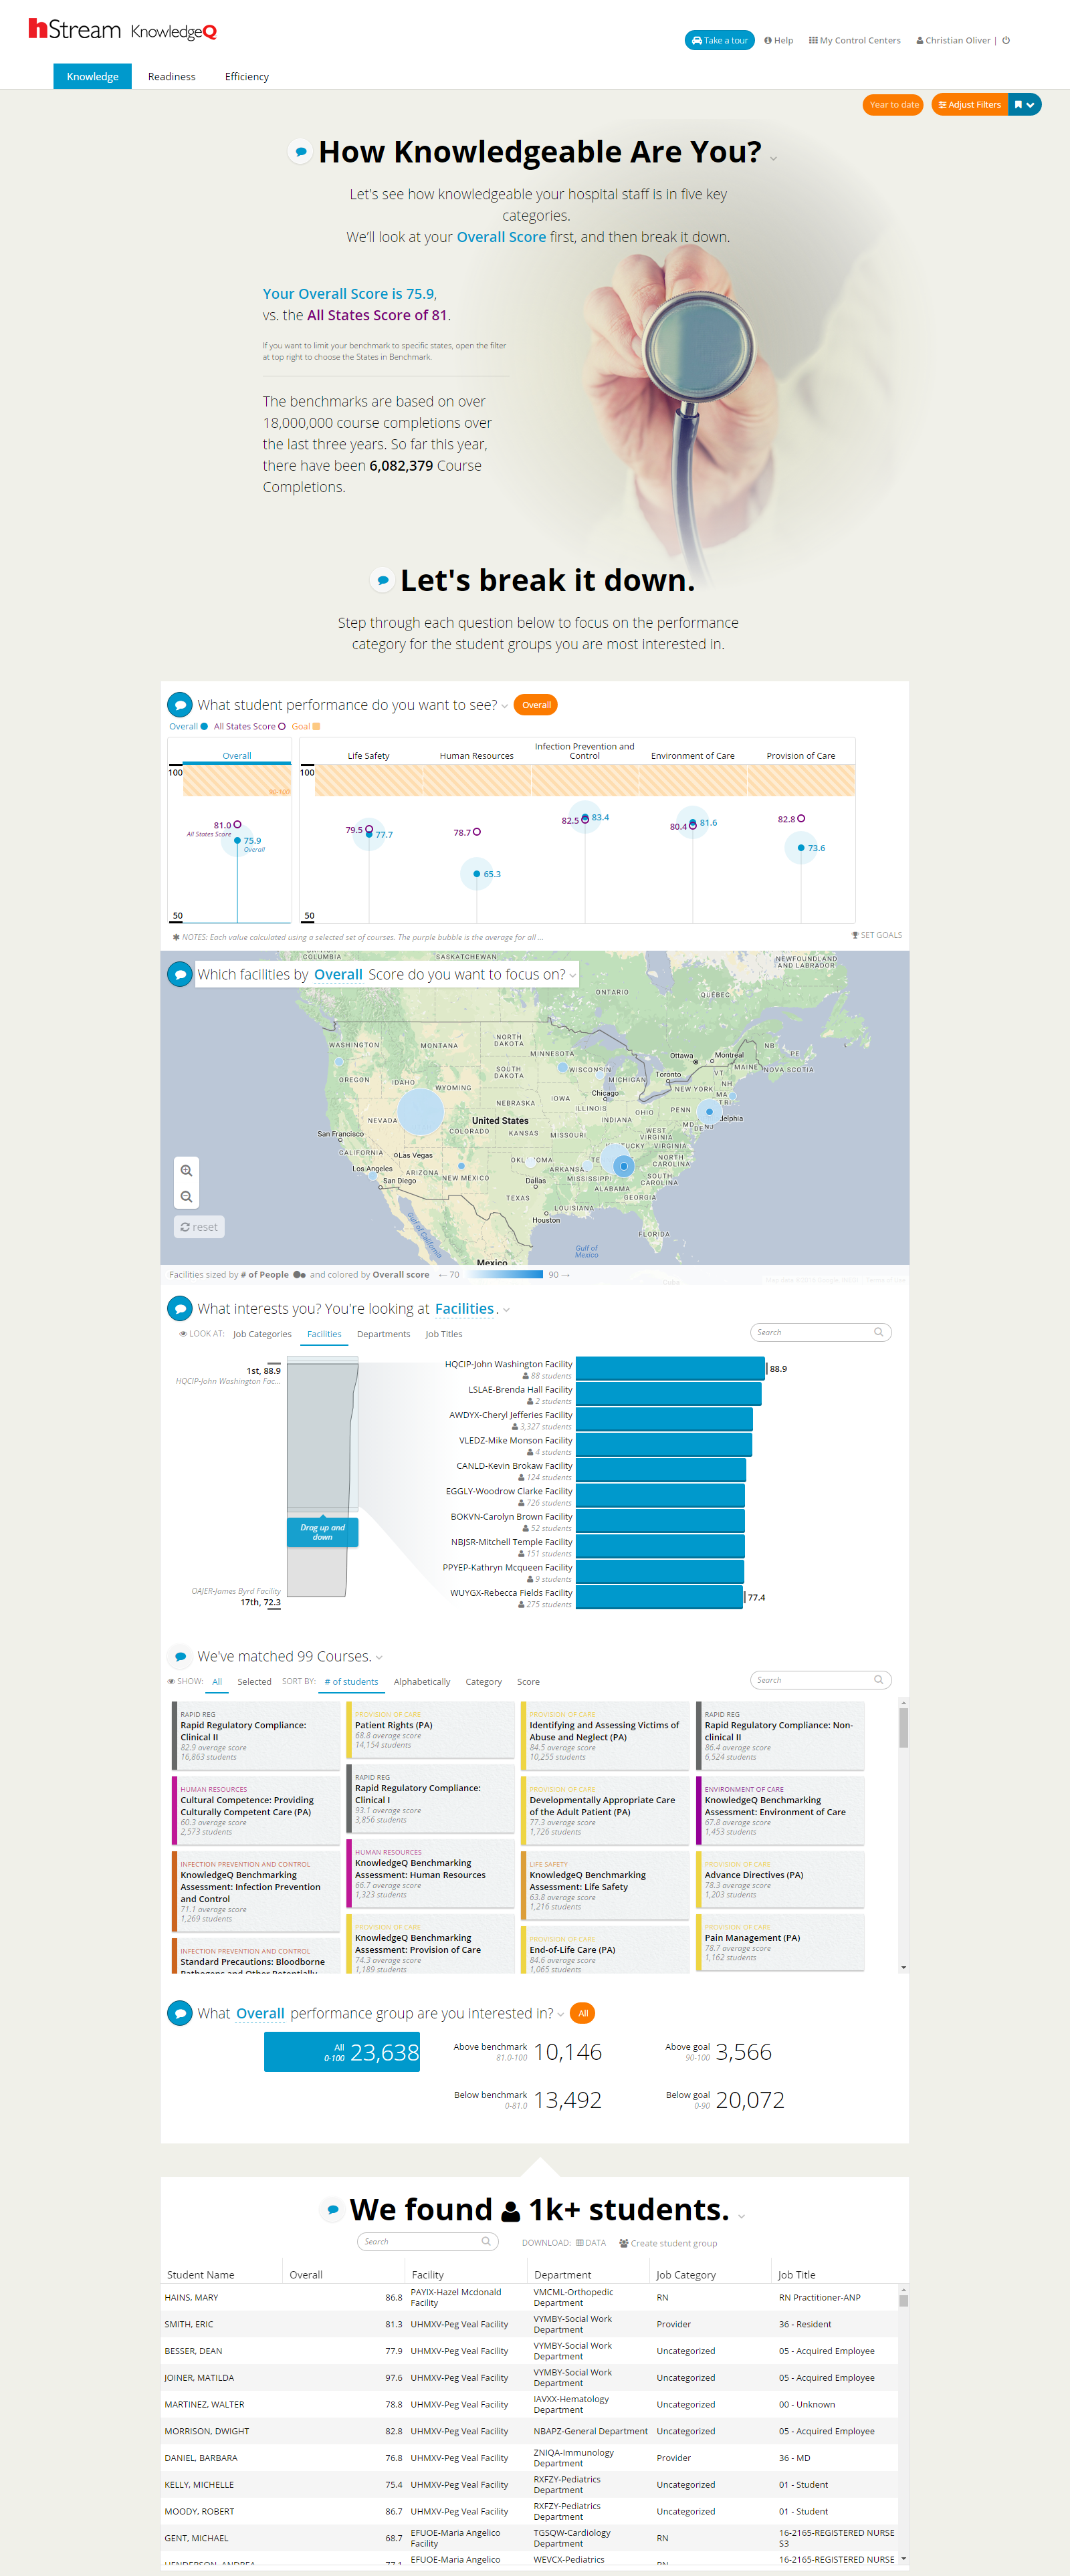 hStream KnowledgeQ
Take a tour
Help
My Control Centers
Christian Oliver |
Knowledge
Readiness
Efficiency
Year to date
Adjust Filters
How Knowledgeable Are You?
Let's see how knowledgeable your hospital staff is in five key
categories.
We'll look at your Overall Score first, and then break it down.
Your Overall Score is 75.9,
vs. the All States Score of 81.
If you want to limit your benchmark to specific states, open the filter
at top right to choose the States in Benchmark.
The benchmarks are based on over
18,000,000 course completions over
the last three years. So far this year,
there have been 6,082,379 Course
Completions.
Let's break it down.
Step through each question below to focus on the performance
category for the student groups you are most interested in.
What student performance do you want to see?
Overall
Overall
All States Score
Goal
Overall
100
90-100
81.0
All States Score
75.9
Overall
50
Life Safety
Human Resources
Infection Prevention and
Control
Environment of Care
Provision of Care
100
79.5
77.7
78.7
65.3
82.5
83.4
80.4
81.6
82.8
73.6
50
NOTES: Each value calculated using a selected set of courses. The purple bubble is the average for all ...
SET GOALS
Which facilities by Overall Score do you want to focus on?
COLUMBIA
SASKATCHEWAN
NEWFOUNDLAND
AND LABRADOR
ONTARIO
QUEBEC
WASHINGTON
MONTANA
NORTH
DAKOTA
MINNESOTA
Ottawa
Montreal
NB
PE
MAINE
NOVA SCOTIA
OREGON
IDAHO
WYOMING
SOUTH
DAKOTA
WISCONSIN
MICHIGAN
Toronto
VT
NH
NEW YORK
MA
NEBRASKA
IOWA
Chicago
ILLINOIS
INDIANA
OHIO
PENN
NEVADA
United States
COLORADO
KANSAS
MISSOURI
WEST
VIRGINIA
VIRGINIA
San Francisco
CALIFORNIA
Las Vegas
Los Angeles
San Diego
ARIZONA
NEW MEXICO
ARKANSAS
NORTH
CAROLINA
SOUTH
CAROLINA
Dallas
MISSISSIPPI
ALABAMA
GEORGIA
TEXAS
LOUISIANA
Houston
FLORIDA
Gulf of
California
Gulf of
Mexico
Mexico
reset
Facilities sized by # of People and colored by Overall score ← 70 90 →
What interests you? You're looking at Facilities.
LOOK AT: Job Categories Facilities Departments Job Titles
Search
1st, 88.9
HQCIP-John Washington Fac...
Drag up and
down
OAJER-James Byrd Facility
17th, 72.3
HQCIP-John Washington Facility
88 students
88.9
LSLAE-Brenda Hall Facility
2 students
AWDYX-Cheryl Jefferies Facility
3,327 students
VLEDZ-Mike Monson Facility
4 students
CANLD-Kevin Brokaw Facility
124 students
EGGLY-Woodrow Clarke Facility
726 students
BOKVN-Carolyn Brown Facility
52 students
NBJSR-Mitchell Temple Facility
151 students
PPYEP-Kathryn Mcqueen Facility
9 students
WUYGX-Rebecca Fields Facility
275 students
77.4
We've matched 99 Courses.
SHOW: All Selected SORT BY: # of students Alphabetically Category Score
Search
RAPID REG
Rapid Regulatory Compliance:
Clinical II
82.9 average score
16,863 students
HUMAN RESOURCES
Cultural Competence: Providing
Culturally Competent Care (PA)
60.3 average score
2,573 students
INFECTION PREVENTION AND CONTROL
KnowledgeQ Benchmarking
Assessment: Infection Prevention
and Control
71.1 average score
1,269 students
INFECTION PREVENTION AND CONTROL
Standard Precautions: Bloodborne
Pathogens and Other Potentially
PROVISION OF CARE
Patient Rights (PA)
68.8 average score
14,154 students
RAPID REG
Rapid Regulatory Compliance:
Clinical I
93.1 average score
3,856 students
HUMAN RESOURCES
KnowledgeQ Benchmarking
Assessment: Human Resources
66.7 average score
1,323 students
PROVISION OF CARE
KnowledgeQ Benchmarking
Assessment: Provision of Care
74.3 average score
1,189 students
PROVISION OF CARE
Identifying and Assessing Victims of
Abuse and Neglect (PA)
84.5 average score
10,255 students
PROVISION OF CARE
Developmentally Appropriate Care
of the Adult Patient (PA)
77.3 average score
1,726 students
LIFE SAFETY
KnowledgeQ Benchmarking
Assessment: Life Safety
63.8 average score
1,216 students
PROVISION OF CARE
End-of-Life Care (PA)
84.6 average score
1,065 students
RAPID REG
Rapid Regulatory Compliance: Non-
clinical II
86.4 average score
6,524 students
ENVIRONMENT OF CARE
KnowledgeQ Benchmarking
Assessment: Environment of Care
67.8 average score
1,453 students
PROVISION OF CARE
Advance Directives (PA)
78.3 average score
1,203 students
PROVISION OF CARE
Pain Management (PA)
78.7 average score
1,162 students
What Overall performance group are you interested in?
All
All
0-100
23,638
Above benchmark
81.0-100
10,146
Above goal
90-100
3,566
Below benchmark
0-81.0
13,492
Below goal
0-90
20,072
We found 1k+ students.
Search
DOWNLOAD: DATA
Create student group
Student Name Overall Facility Department Job Category Job Title
HAINS, MARY 86.8 PAYIX-Hazel Mcdonald Facility VMCML-Orthopedic Department RN RN Practitioner-ANP
SMITH, ERIC 81.3 UHMXV-Peg Veal Facility VYMBY-Social Work Department Provider 36 - Resident
BESSER, DEAN 77.9 UHMXV-Peg Veal Facility VYMBY-Social Work Department Uncategorized 05 - Acquired Employee
JOINER, MATILDA 97.6 UHMXV-Peg Veal Facility VYMBY-Social Work Department Uncategorized 05 - Acquired Employee
MARTINEZ, WALTER 78.8 UHMXV-Peg Veal Facility IAVXX-Hematology Department Uncategorized 00 - Unknown
MORRISON, DWIGHT 82.8 UHMXV-Peg Veal Facility NBAPZ-General Department Uncategorized 05 - Acquired Employee
DANIEL, BARBARA 76.8 UHMXV-Peg Veal Facility ZNIQA-Immunology Department Provider 36 - MD
KELLY, MICHELLE 75.4 UHMXV-Peg Veal Facility RXFZY-Pediatrics Department Uncategorized 01 - Student
MOODY, ROBERT 86.7 UHMXV-Peg Veal Facility RXFZY-Pediatrics Department Uncategorized 01 - Student
GENT, MICHAEL 68.7 EFUOE-Maria Angelico Facility TGSQW-Cardiology Department RN 16-2165-REGISTERED NURSE S3
HENDERSON, ANDREA 77.1 EFUOE-Maria Angelico WEVCX-Pediatrics RN 16-2165-REGISTERED NURSE